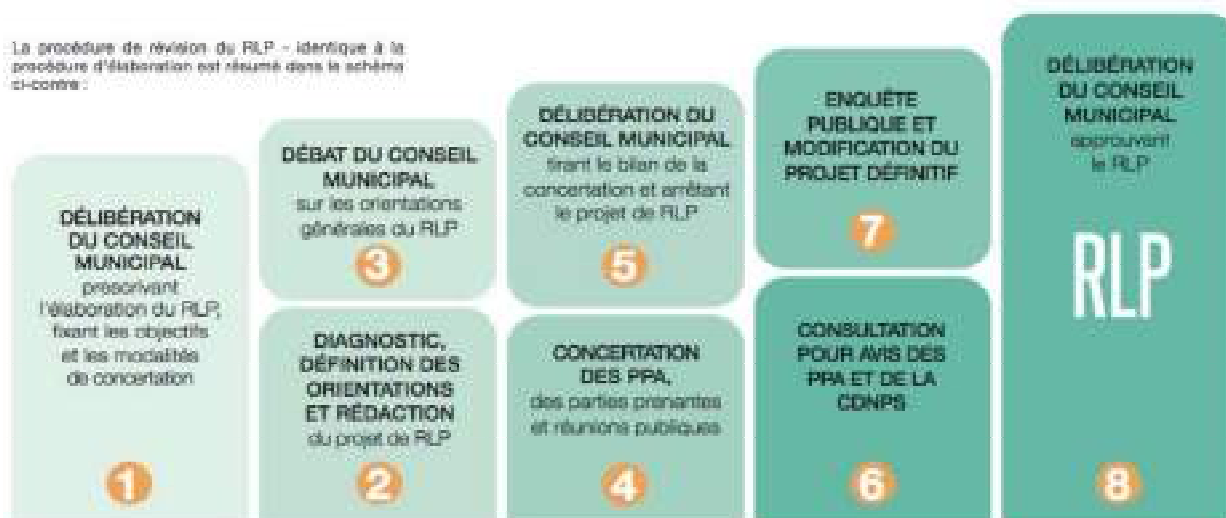 La procédure de révision du RLP – identique à la
procédure d'élaboration est résumé dans le schéma
ci-contre :
DÉLIBÉRATION
DU CONSEIL
MUNICIPAL
prescrivant
l'élaboration du RLP,
fixant les objectifs
et les modalités
de concertation
1
DIAGNOSTIC,
DÉFINITION DES
ORIENTATIONS
ET RÉDACTION
du projet de RLP
2
DÉBAT DU CONSEIL
MUNICIPAL
sur les orientations
générales du RLP
3
CONCERTATION
DES PPA,
des parties prenantes
et réunions publiques
4
DÉLIBÉRATION DU
CONSEIL MUNICIPAL
tirant le bilan de la
concertation et arrêtant
le projet de RLP
5
CONSULTATION
POUR AVIS DES
PPA ET DE LA
CDNPS
6
ENQUÊTE
PUBLIQUE ET
MODIFICATION DU
PROJET DÉFINITIF
7
DÉLIBÉRATION
DU CONSEIL
MUNICIPAL
approuvant
le RLP
RLP
8